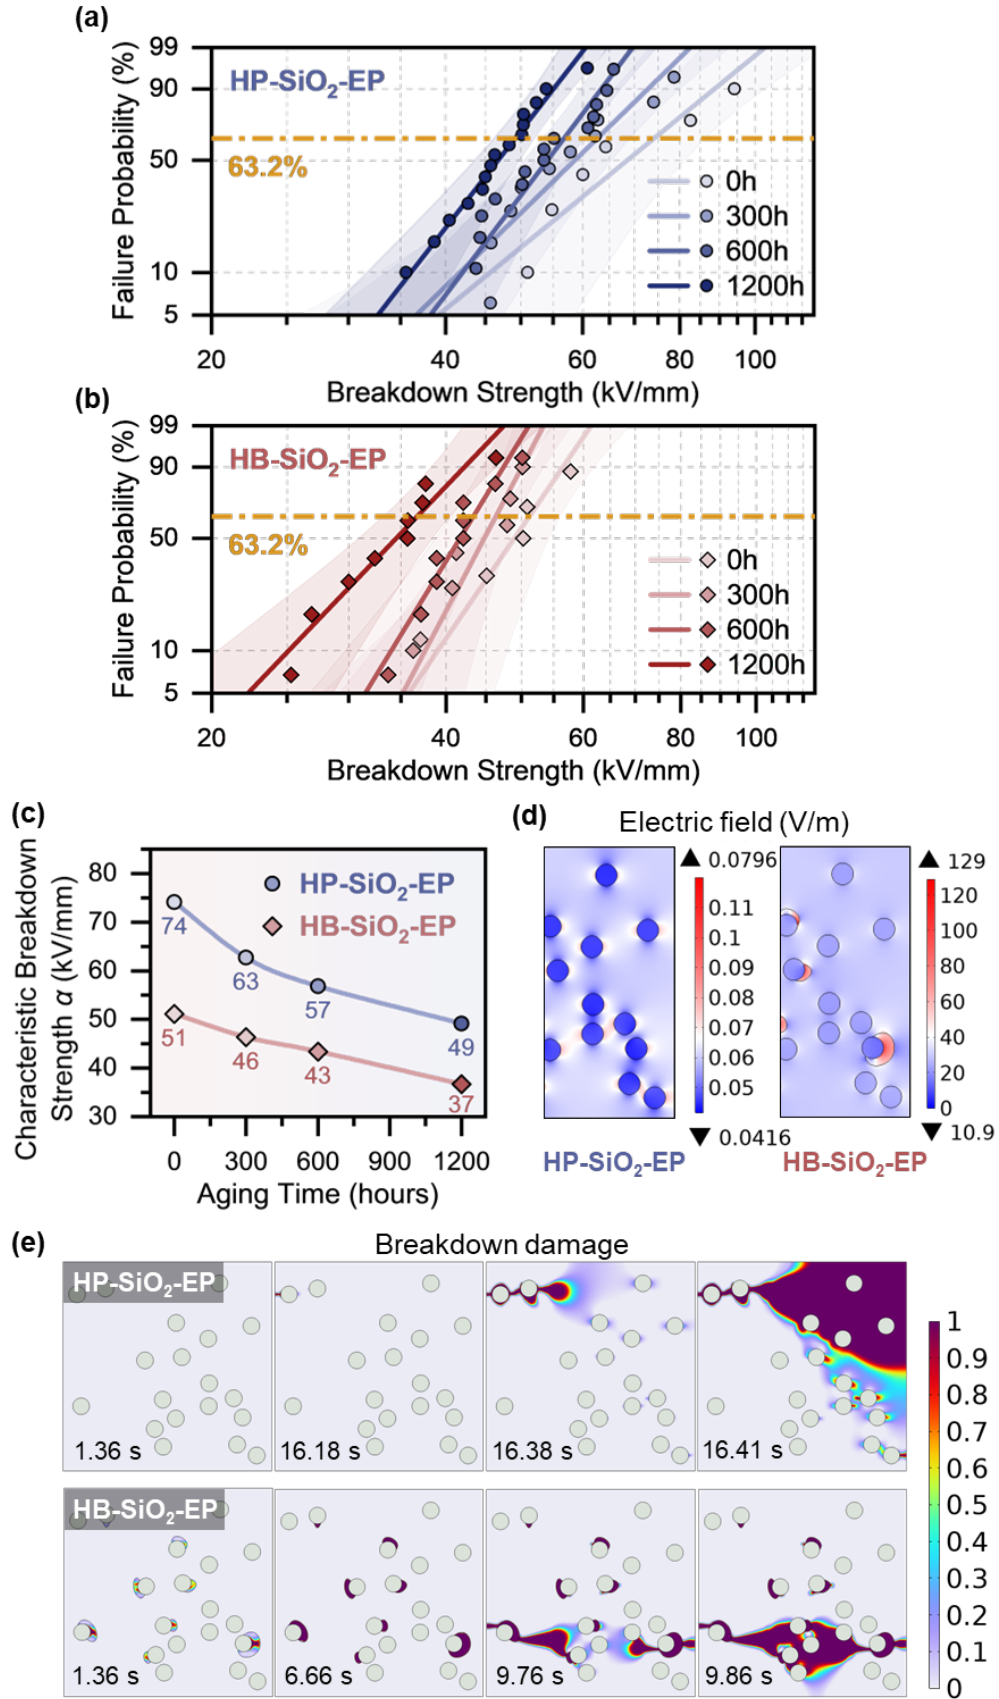 (a)
Failure Probability (%)
99
90
50
10
5
HP-SiO₂-EP
63.2%
0h
300h
600h
1200h
20
40
60
80
100
Breakdown Strength (kV/mm)
(b)
Failure Probability (%)
99
90
50
10
5
HB-SiO₂-EP
63.2%
0h
300h
600h
1200h
20
40
60
80
100
Breakdown Strength (kV/mm)
(c)
Characteristic Breakdown
Strength α (kV/mm)
80
70
60
50
40
30
HP-SiO₂-EP
HB-SiO₂-EP
74
63
57
49
51
46
43
37
0
300
600
900
1200
Aging Time (hours)
(d)
Electric field (V/m)
0.0796
0.11
0.1
0.09
0.08
0.07
0.06
0.05
0.0416
HP-SiO₂-EP
129
120
100
80
60
40
20
0
10.9
HB-SiO₂-EP
(e)
Breakdown damage
HP-SiO₂-EP
1.36 s
16.18 s
16.38 s
16.41 s
HB-SiO₂-EP
1.36 s
6.66 s
9.76 s
9.86 s
1
0.9
0.8
0.7
0.6
0.5
0.4
0.3
0.2
0.1
0